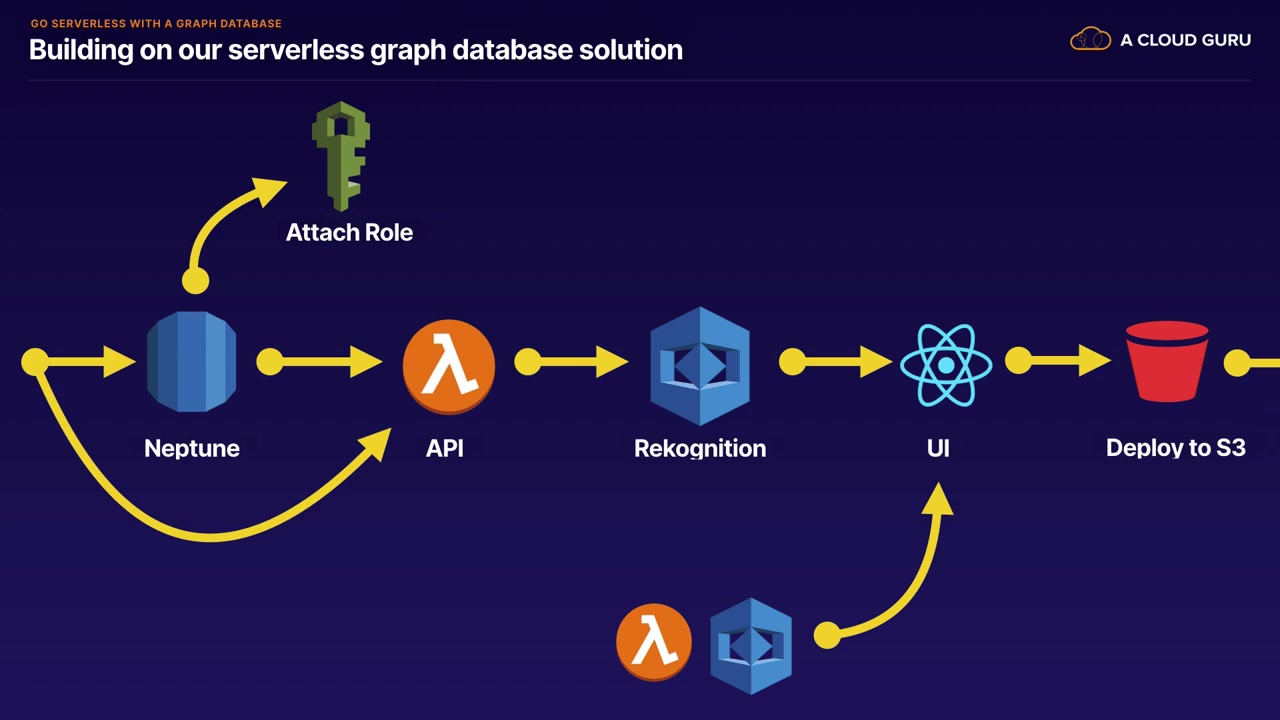 GO SERVERLESS WITH A GRAPH DATABASE
Building on our serverless graph database solution
A CLOUD GURU
Attach Role
Neptune
API
Rekognition
UI
Deploy to S3